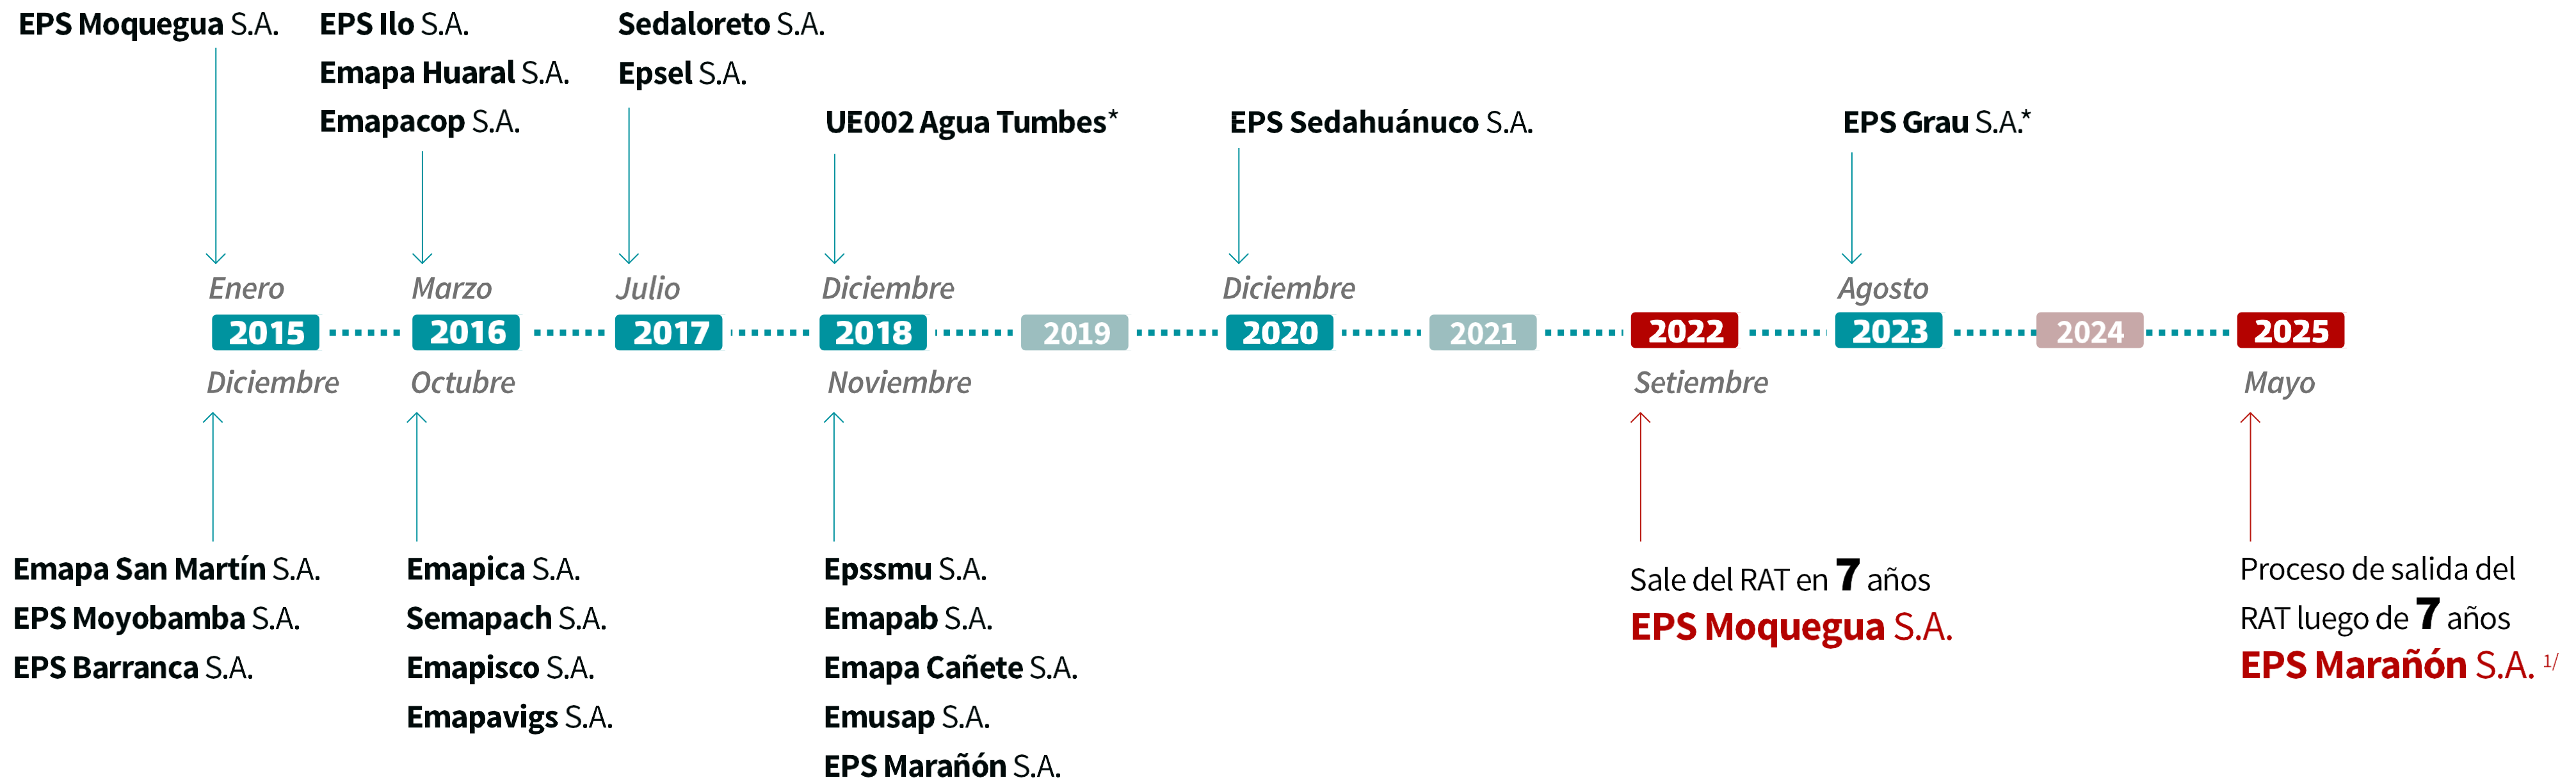 EPS Moquegua S.A.
EPS Ilo S.A.
Emapa Huaral S.A.
Emapacop S.A.
Sedaloreto S.A.
Epsel S.A.
UE002 Agua Tumbes*
EPS Sedahuánuco S.A.
EPS Grau S.A.*
Enero
Marzo
Julio
Diciembre
Diciembre
Agosto
2015
2016
2017
2018
2019
2020
2021
2022
2023
2024
2025
Diciembre
Octubre
Noviembre
Setiembre
Mayo
Emapa San Martín S.A.
EPS Moyobamba S.A.
EPS Barranca S.A.
Emapica S.A.
Semapach S.A.
Emapisco S.A.
Emapavigs S.A.
Epssmu S.A.
Emapab S.A.
Emapa Cañete S.A.
Emusap S.A.
EPS Marañón S.A.
Sale del RAT en 7 años
EPS Moquegua S.A.
Proceso de salida del
RAT luego de 7 años
EPS Marañón S.A. 1/